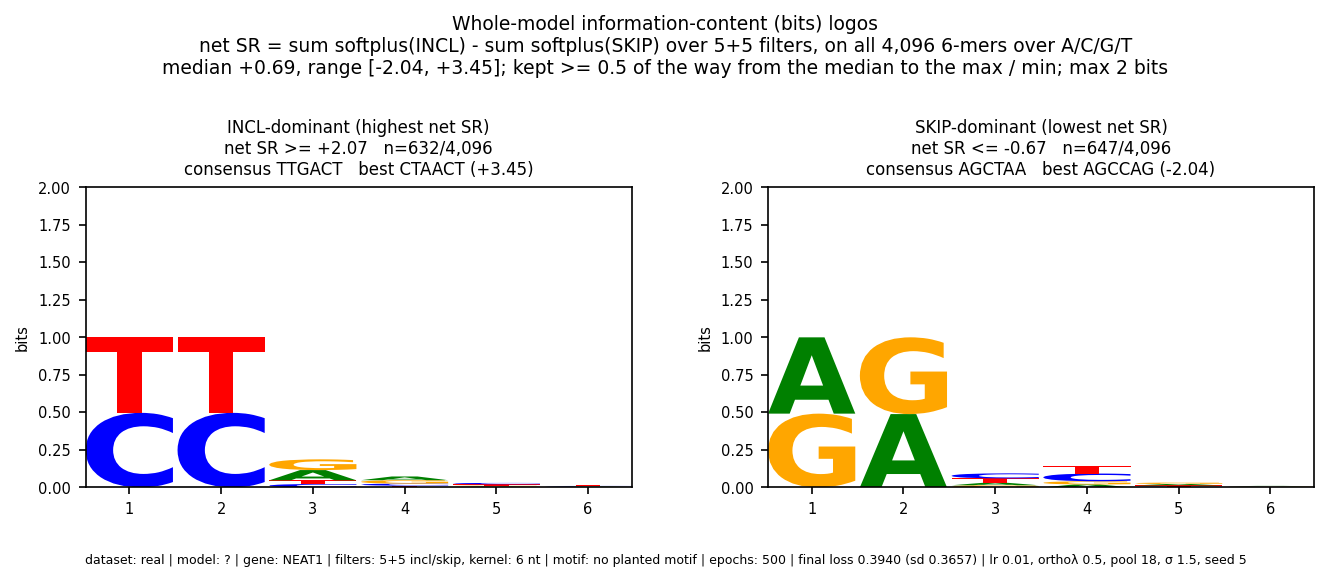 Whole-model information-content (bits) logos
net SR = sum softplus(INCL) - sum softplus(SKIP) over 5+5 filters, on all 4,096 6-mers over A/C/G/T
median +0.69, range [-2.04, +3.45]; kept >= 0.5 of the way from the median to the max / min; max 2 bits
INCL-dominant (highest net SR)
net SR >= +2.07   n=632/4,096
consensus TTGACT   best CTAACT (+3.45)
2.00
1.75
1.50
1.25
1.00
0.75
0.50
0.25
0.00
bits
T T
C C
G
A
1 2 3 4 5 6
SKIP-dominant (lowest net SR)
net SR <= -0.67   n=647/4,096
consensus AGCTAA   best AGCCAG (-2.04)
2.00
1.75
1.50
1.25
1.00
0.75
0.50
0.25
0.00
bits
A G
G A
1 2 3 4 5 6
dataset: real | model: ? | gene: NEAT1 | filters: 5+5 incl/skip, kernel: 6 nt | motif: no planted motif | epochs: 500 | final loss 0.3940 (sd 0.3657) | lr 0.01, orthoλ 0.5, pool 18, σ 1.5, seed 5